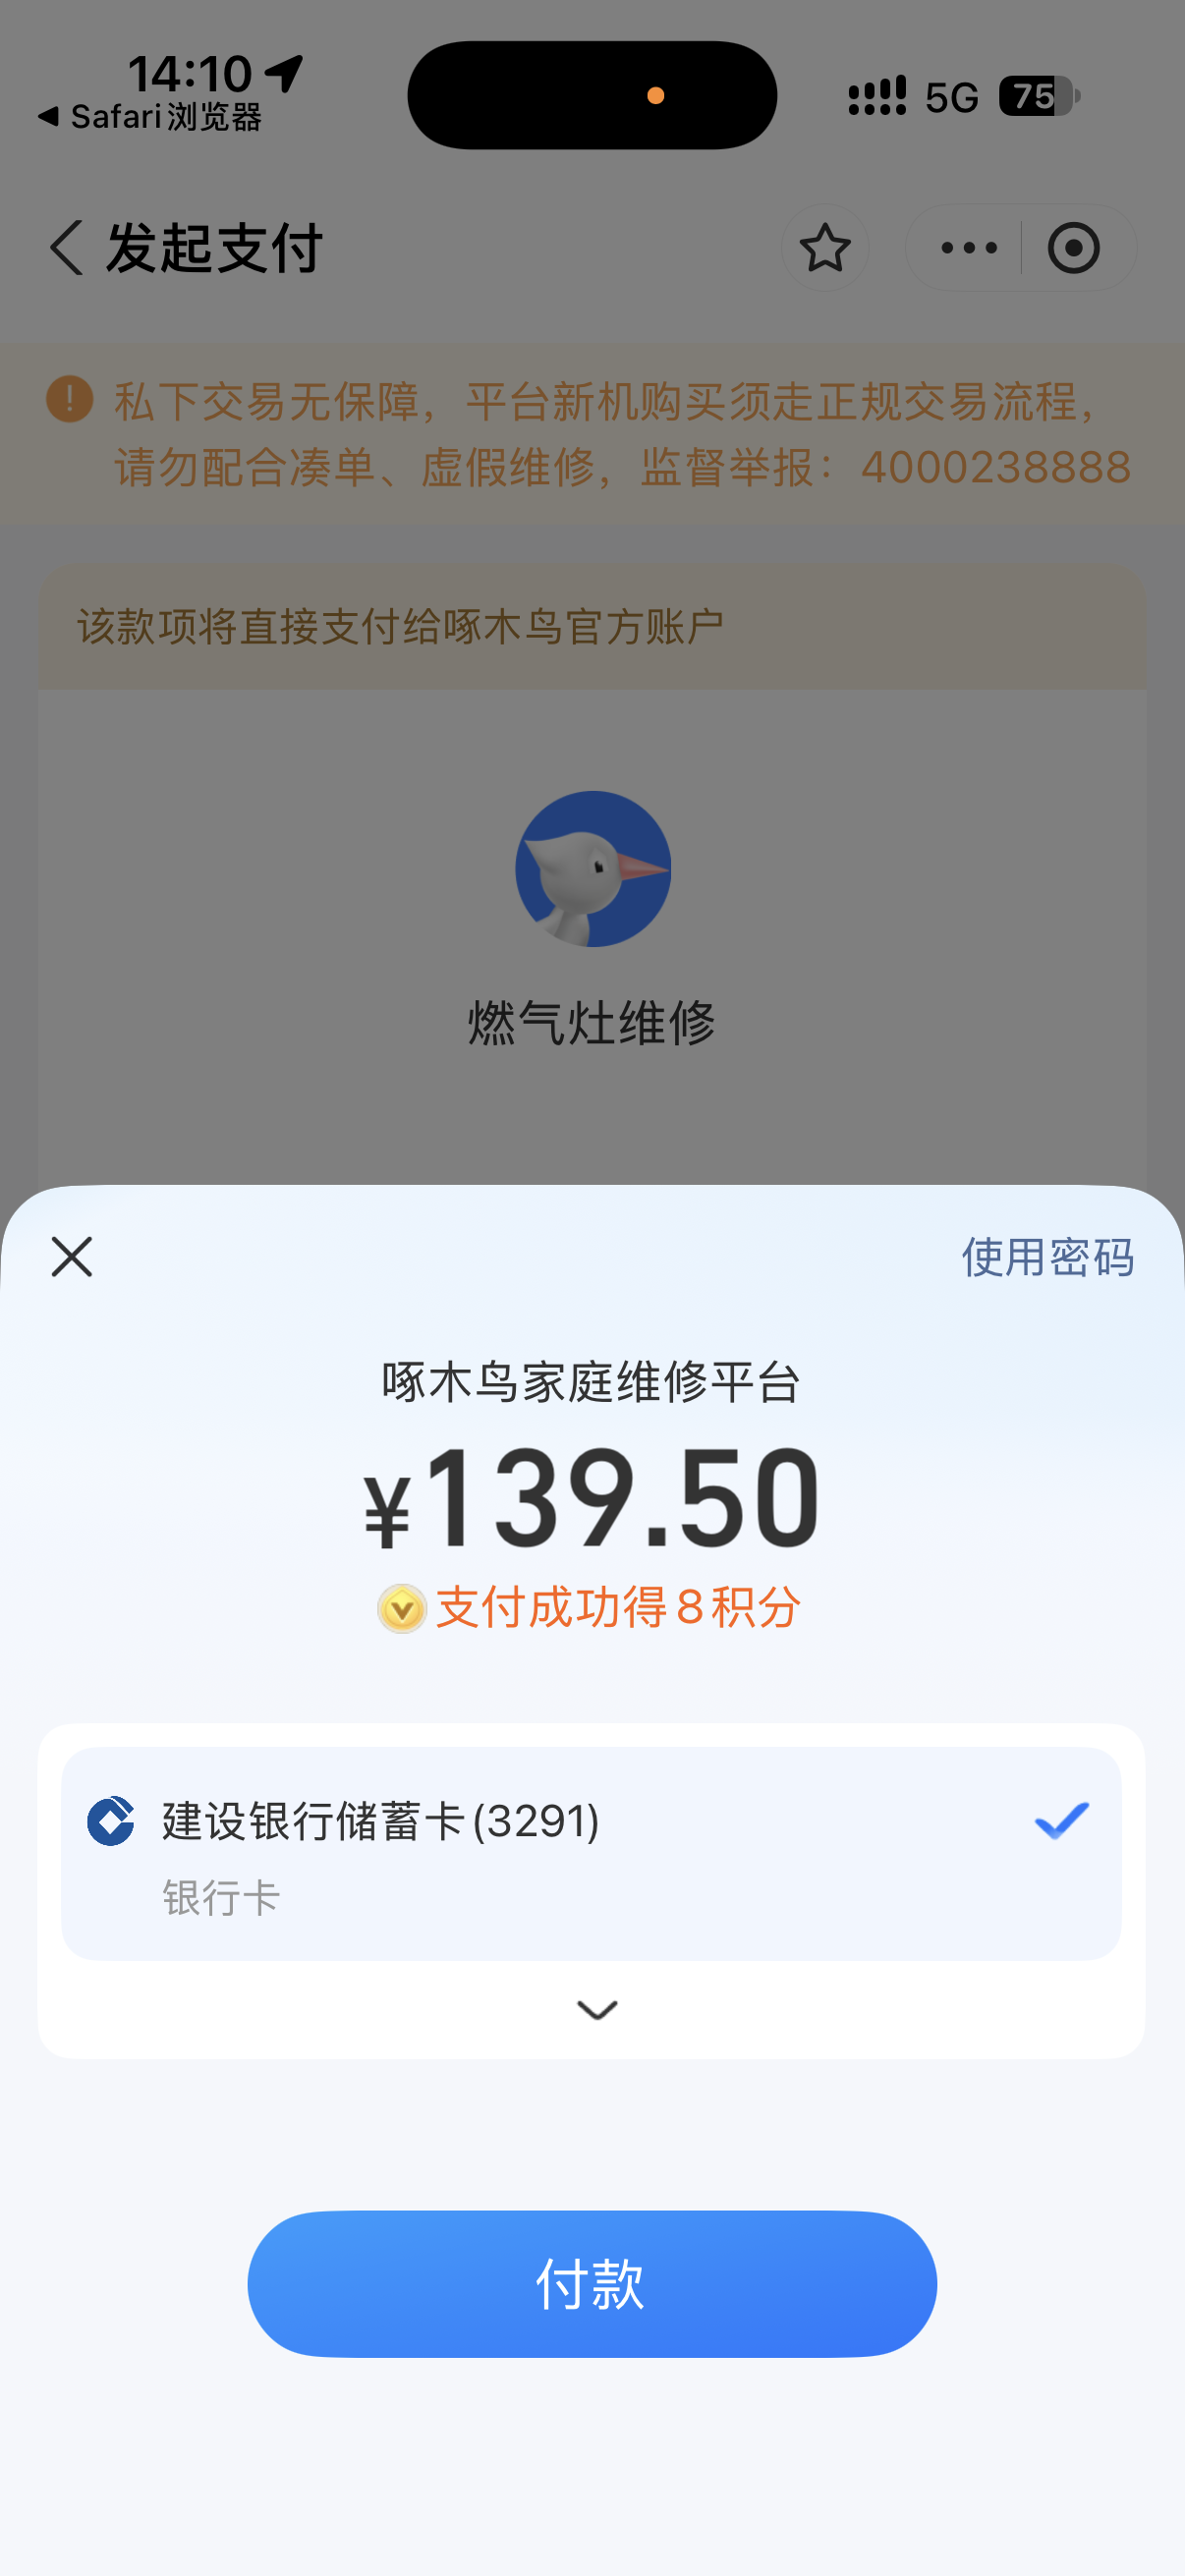 14:10
Safari浏览器
5G
75
发起支付
私下交易无保障，平台新机购买须走正规交易流程，
请勿配合凑单、虚假维修，监督举报：4000238888
该款项将直接支付给啄木鸟官方账户
燃气灶维修
使用密码
啄木鸟家庭维修平台
¥139.50
支付成功得8积分
建设银行储蓄卡(3291)
银行卡
付款